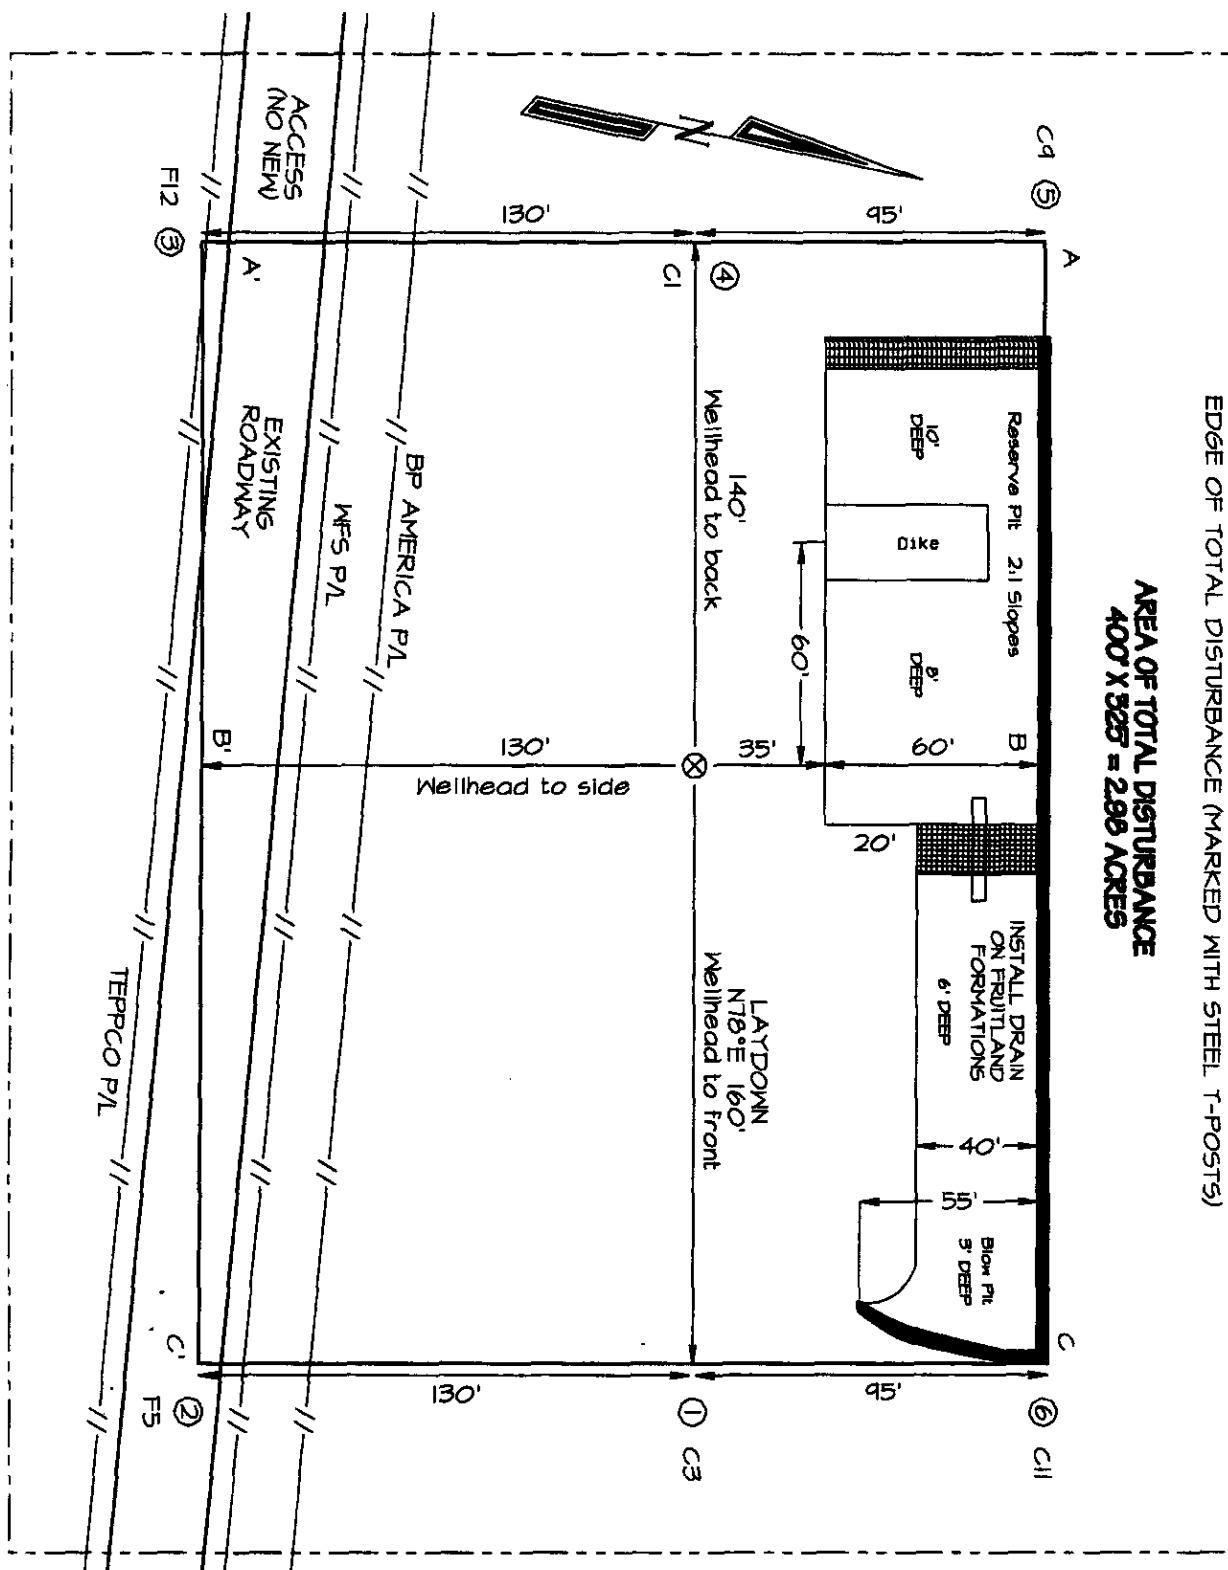 EDGE OF TOTAL DISTURBANCE (MARKED WITH STEEL T-POSTS)
AREA OF TOTAL DISTURBANCE
400' X 325' = 2.98 ACRES
C9 ⑤
A
95'
130'
N
ACCESS
(NO NEW)
F12 ③
A'
C1
④
Reserve Pit 2:1 Slopes
10'
DEEP
Dike
8'
DEEP
60'
140'
Wellhead to back
BP AMERICA P/L
WFS P/L
EXISTING
ROADWAY
B
60'
35'
130'
Wellhead to side
B'
20'
INSTALL DRAIN
ON FRUITLAND
FORMATIONS
6' DEEP
LAYDOWN
N78°E 160'
Wellhead to front
TEPPCO P/L
40'
55'
Blow Pit
3' DEEP
C
C'
95'
130'
⑥ C11
① C3
②
F5